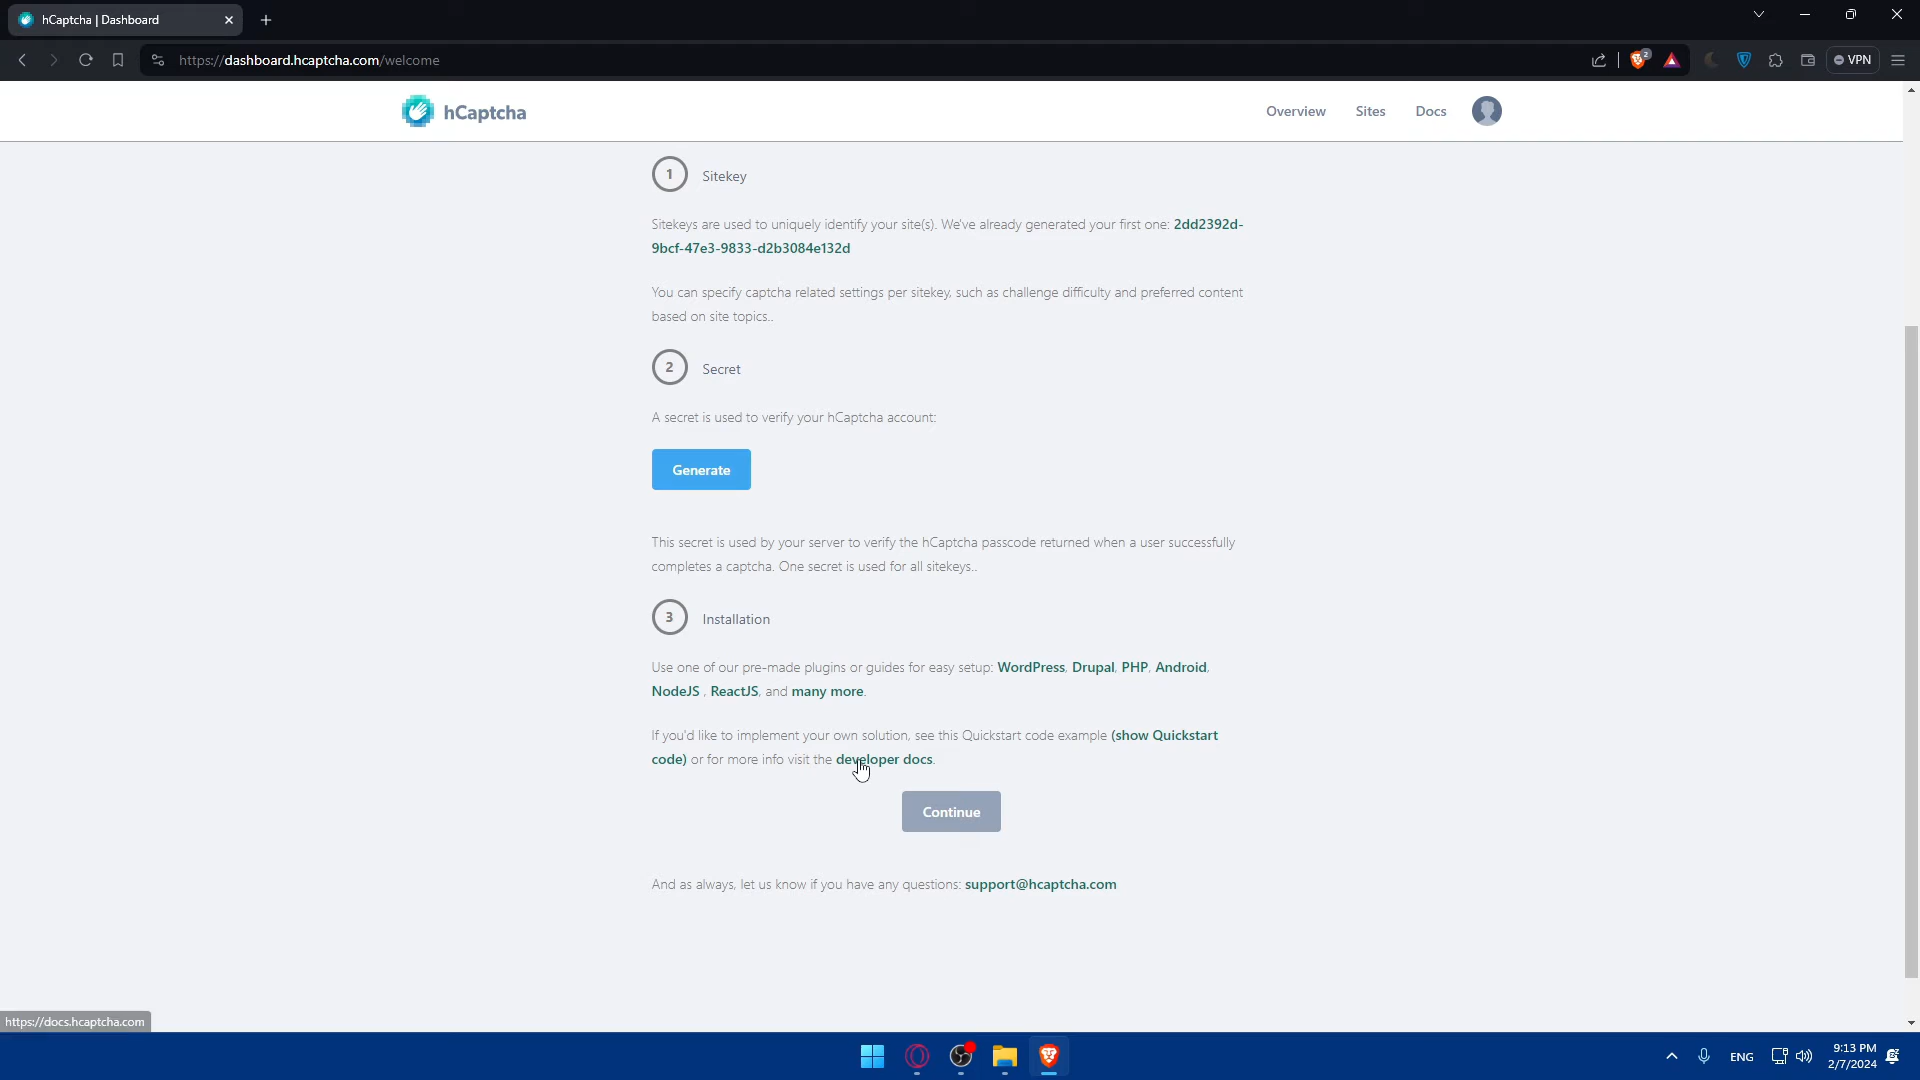 hCaptcha | Dashboard
https://dashboard.hcaptcha.com/welcome
2
VPN
hCaptcha
Overview
Sites
Docs
1
Sitekey
Sitekeys are used to uniquely identify your site(s). We've already generated your first one: 2dd2392d-
9bcf-47e3-9833-d2b3084e132d
You can specify captcha related settings per sitekey, such as challenge difficulty and preferred content
based on site topics..
2
Secret
A secret is used to verify your hCaptcha account:
Generate
This secret is used by your server to verify the hCaptcha passcode returned when a user successfully
completes a captcha. One secret is used for all sitekeys..
3
Installation
Use one of our pre-made plugins or guides for easy setup: WordPress, Drupal, PHP, Android,
NodeJS , ReactJS, and many more.
If you'd like to implement your own solution, see this Quickstart code example (show Quickstart
code) or for more info visit the developer docs.
Continue
And as always, let us know if you have any questions: support@hcaptcha.com
https://docs.hcaptcha.com
ENG
9:13 PM
2/7/2024